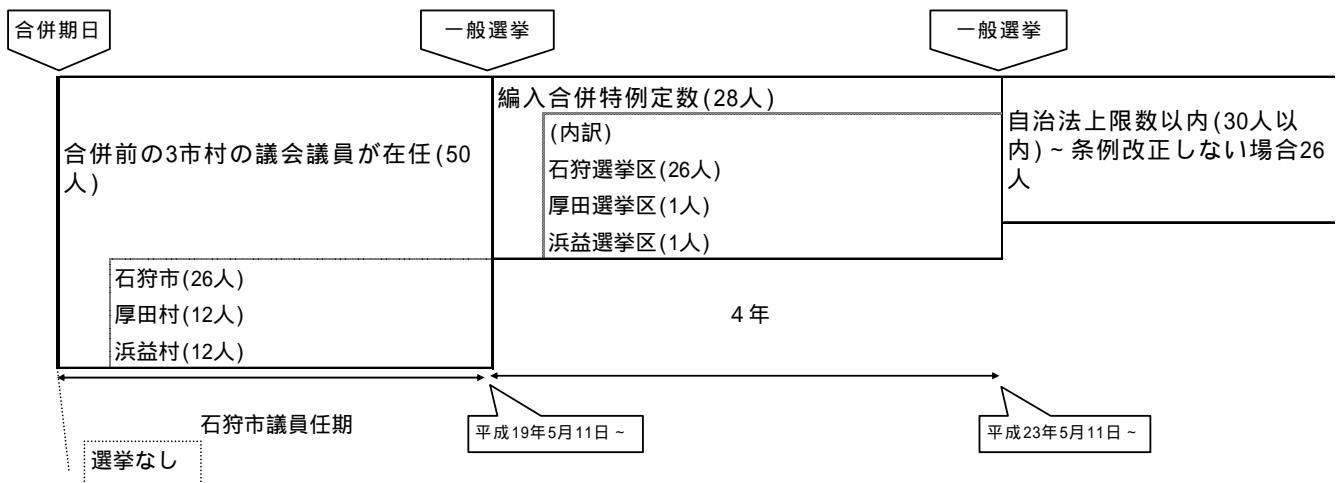 合併期日
一般選挙
一般選挙
合併前の3市村の議会議員が在任(50
人)
石狩市(26人)
厚田村(12人)
浜益村(12人)
編入合併特例定数(28人)
(内訳)
石狩選挙区(26人)
厚田選挙区(1人)
浜益選挙区(1人)
自治法上限数以内(30人以
内)~条例改正しない場合26
人
4年
石狩市議員任期
平成19年5月11日~
平成23年5月11日~
選挙なし